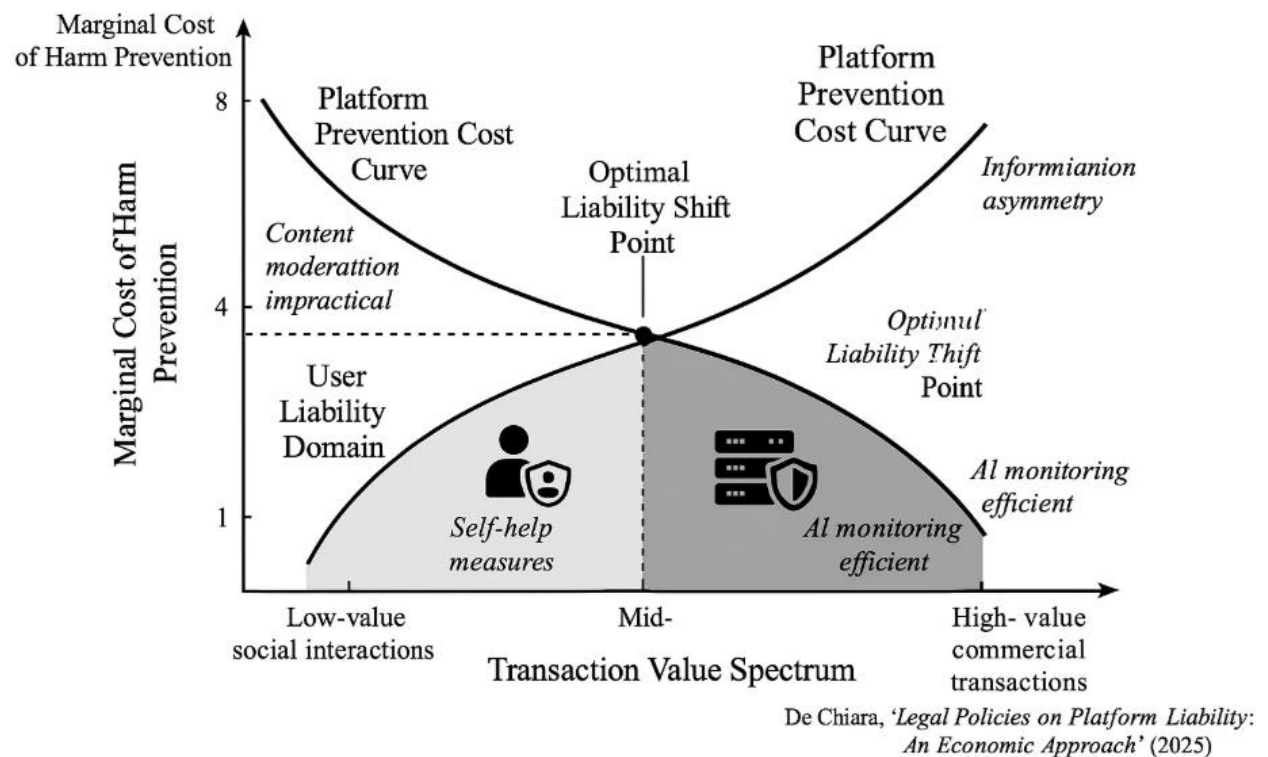 Marginal Cost
of Harm Prevention
8
4
1
Marginal Cost of Harm
Prevention
Platform
Prevention Cost
Curve
Content
moderattion
impractical
User
Liability
Domain
Optimal
Liability Shift
Point
Platform
Prevention
Cost Curve
Informianion
asymmetry
Optimul
Liability Thift
Point
AI monitoring
efficient
Self-help
measures
AI monitoring
efficient
Low-value
social interactions
Mid-
High- value
commercial
transactions
Transaction Value Spectrum
De Chiara, ‘Legal Policies on Platform Liability:
An Economic Approach’ (2025)